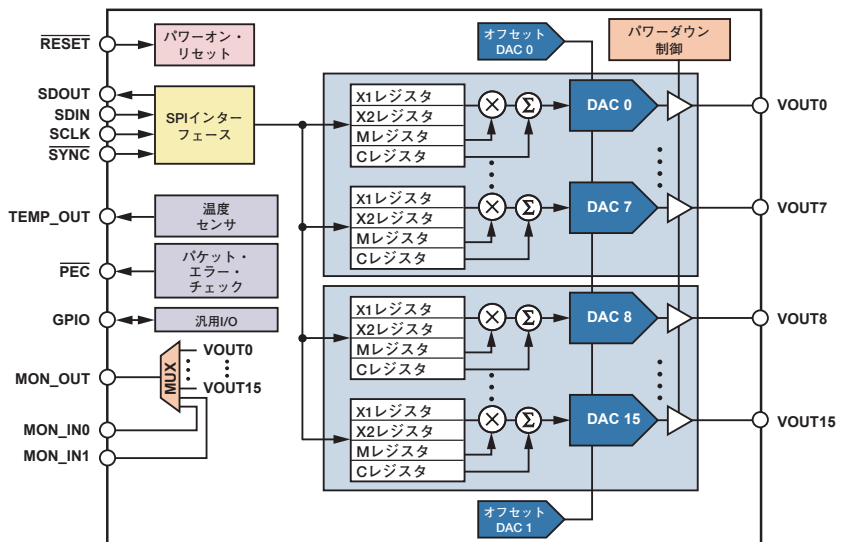 RESET
パワーオン・
リセット
オフセット
DAC 0
パワーダウン
制御
SDOUT
SDIN
SCLK
SYNC
SPIインター
フェース
X1レジスタ
X2レジスタ
Mレジスタ
Cレジスタ
×
Σ
DAC 0
VOUT0
TEMP_OUT
温度
センサ
X1レジスタ
X2レジスタ
Mレジスタ
Cレジスタ
×
Σ
DAC 7
VOUT7
PEC
パケット・
エラー・
チェック
GPIO
汎用I/O
X1レジスタ
X2レジスタ
Mレジスタ
Cレジスタ
×
Σ
DAC 8
VOUT8
MON_OUT
MUX
VOUT0
VOUT15
MON_IN0
MON_IN1
X1レジスタ
X2レジスタ
Mレジスタ
Cレジスタ
×
Σ
DAC 15
VOUT15
オフセット
DAC 1